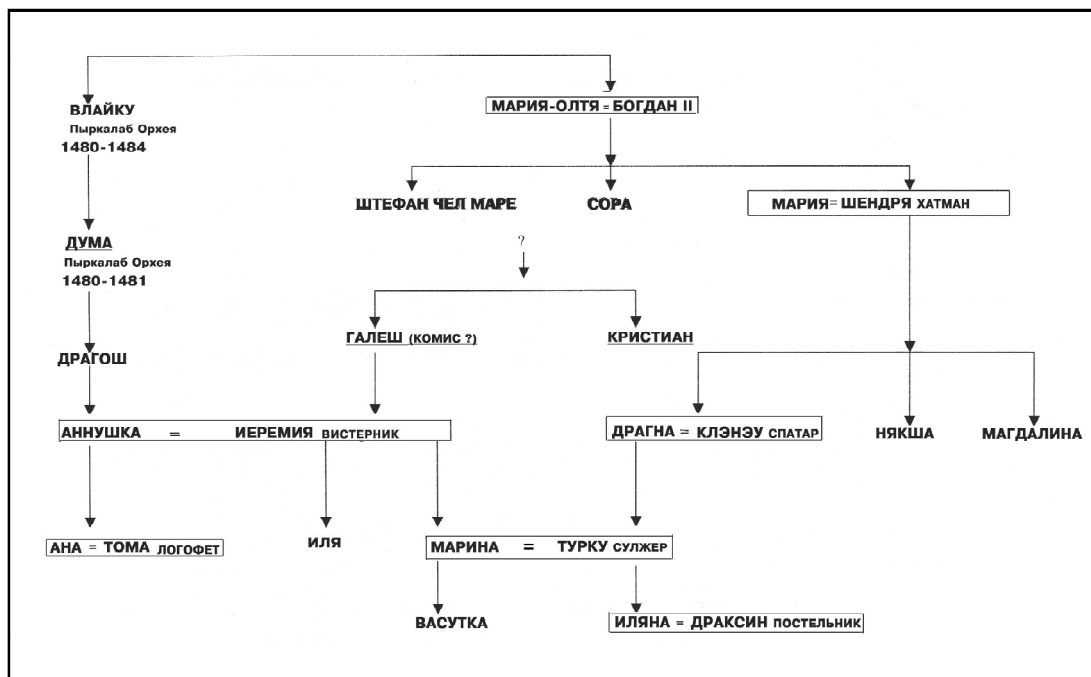 ВЛАЙКУ
Пыркалаб Орхея
1480-1484
МАРИЯ-ОЛТЯ = БОГДАН II
ШТЕФАН ЧЕЛ МАРЕ
СОРА
МАРИЯ = ШЕНДРЯ ХАТМАН
?
ДУМА
Пыркалаб Орхея
1480-1481
ГАЛЕШ (КОМИС ?)
КРИСТИАН
ДРАГОШ
АННУШКА = ИЕРЕМИЯ ВИСТЕРНИК
ДРАГНА = КЛЭНЭУ СПАТАР
НЯКША
МАГДАЛИНА
АНА = ТОМА ЛОГОФЕТ
ИЛЯ
МАРИНА = ТУРКУ СУЛЖЕР
ВАСУТКА
ИЛЯНА = ДРАКСИН ПОСТЕЛЬНИК